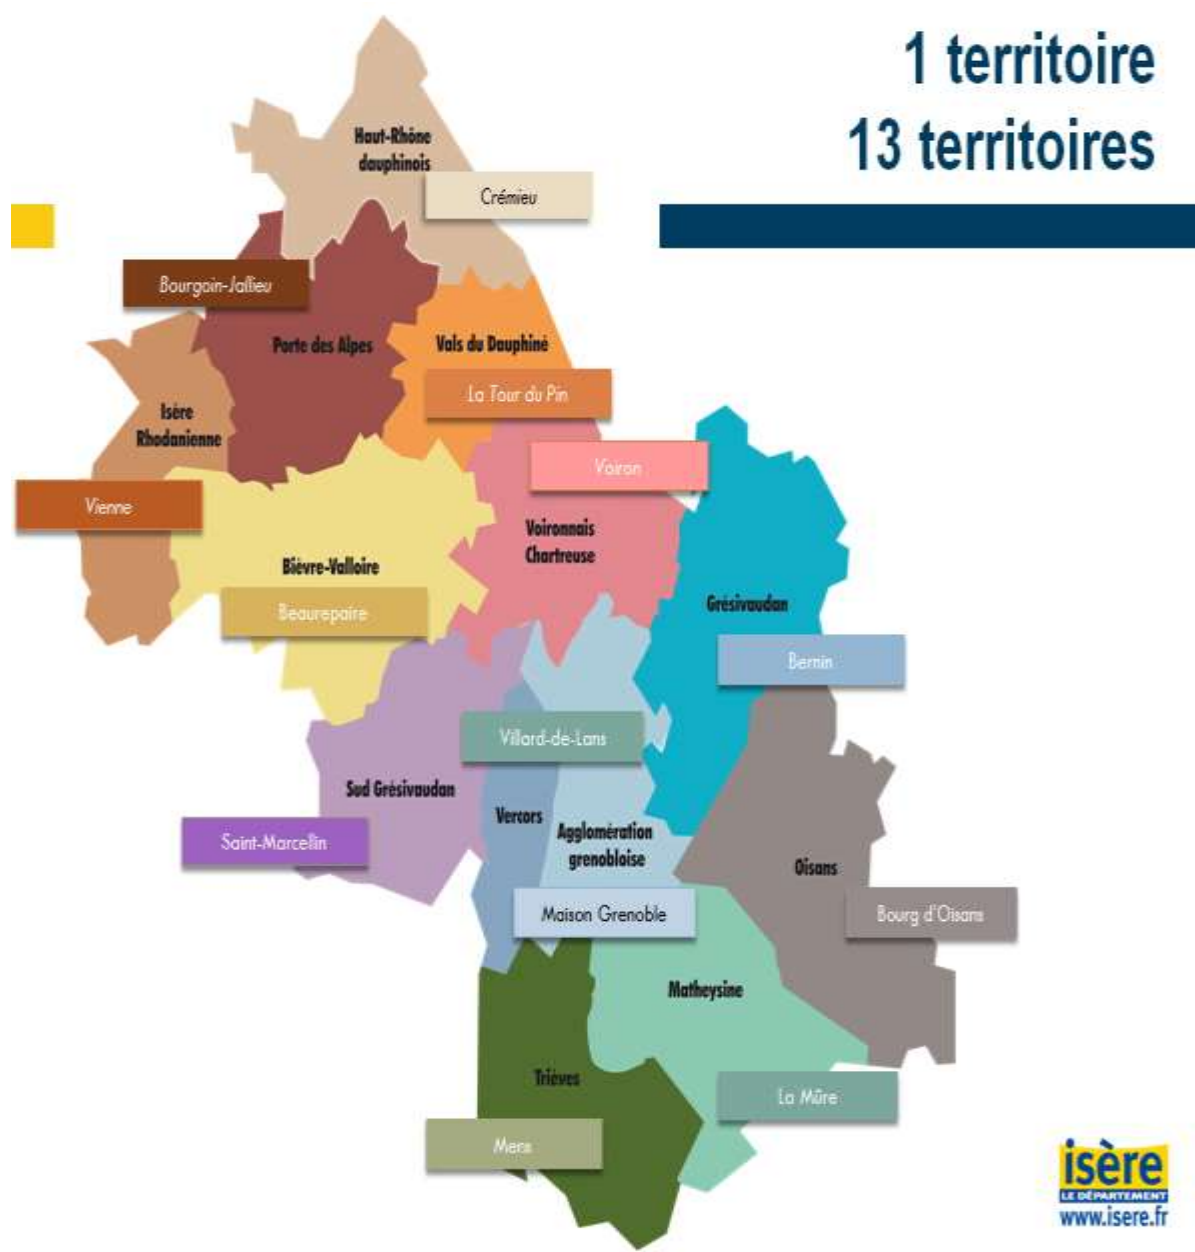 1 territoire
13 territoires
Haut-Rhône
dauphinois
Crémieu
Bourgoin-Jallieu
Porte des Alpes
Vals du Dauphiné
La Tour du Pin
Isère
Rhodanienne
Voiron
Vienne
Voironnais
Chartreuse
Bièvre-Valloire
Beaurepaire
Grésivaudan
Bernin
Villard-de-Lans
Sud Grésivaudan
Vercors
Agglomération
grenobloise
Saint-Marcellin
Oisans
Maison Grenoble
Bourg d'Oisans
Matheysine
Trièves
La Mûre
Mens
isère
LE DÉPARTEMENT
www.isere.fr